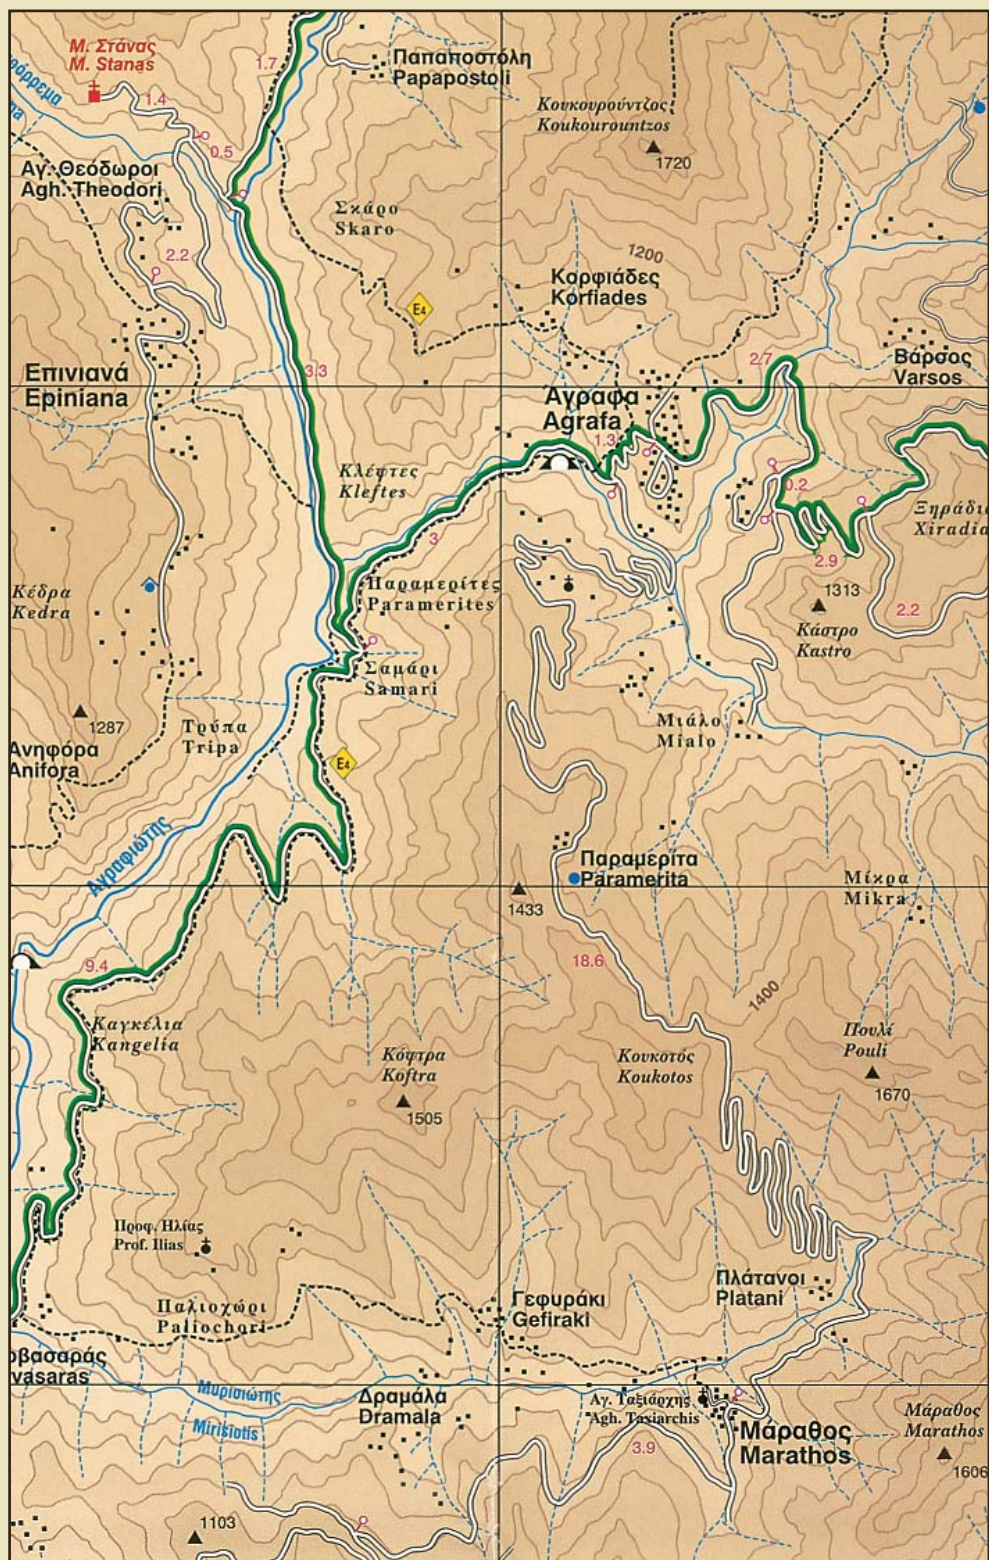 Μ. Στάνας
M. Stanas
1.7
Παπαποστόλη
Papapostoli
1.4
0.5
Κουκουρούντζος
Koukourountzos
1720
Αγ. Θεόδωροι
Agh. Theodori
Σκάρο
Skaro
2.2
1200
Κορφιάδες
Korfiades
E4
Επινιανά
Epiniana
3.3
2.7
Βάρσος
Varsos
Άγραφα
Agrafa
1.3
Κλέφτες
Kleftes
0.2
Xiradia
3
2.9
Κέδρα
Kedra
Παραμερίτες
Paramerites
1313
2.2
Κάστρο
Kastro
Σαμάρι
Samari
1287
Τρύπα
Tripa
Μιάλο
Mialo
Ανηφόρα
Anifora
E4
Αγραφιώτης
Παραμερίτα
Paramerita
1433
Μίκρα
Mikra
9.4
18.6
1400
Καγκέλια
Kangelia
Κόφτρα
Koftra
1505
Κουκοτός
Koukotos
Πουλί
Pouli
1670
Προφ. Ηλίας
Prof. Ilias
Πλάτανοι
Platani
Παλιοχώρι
Paliochori
Γεφυράκι
Gefiraki
οβασαράς
vasaras
Μυρισιώτης
Mirisiotis
Δραμάλα
Dramala
Αγ. Ταξιάρχης
Agh. Taxiarchis
Μάραθος
Marathos
Μάραθος
Marathos
3.9
1606
1103